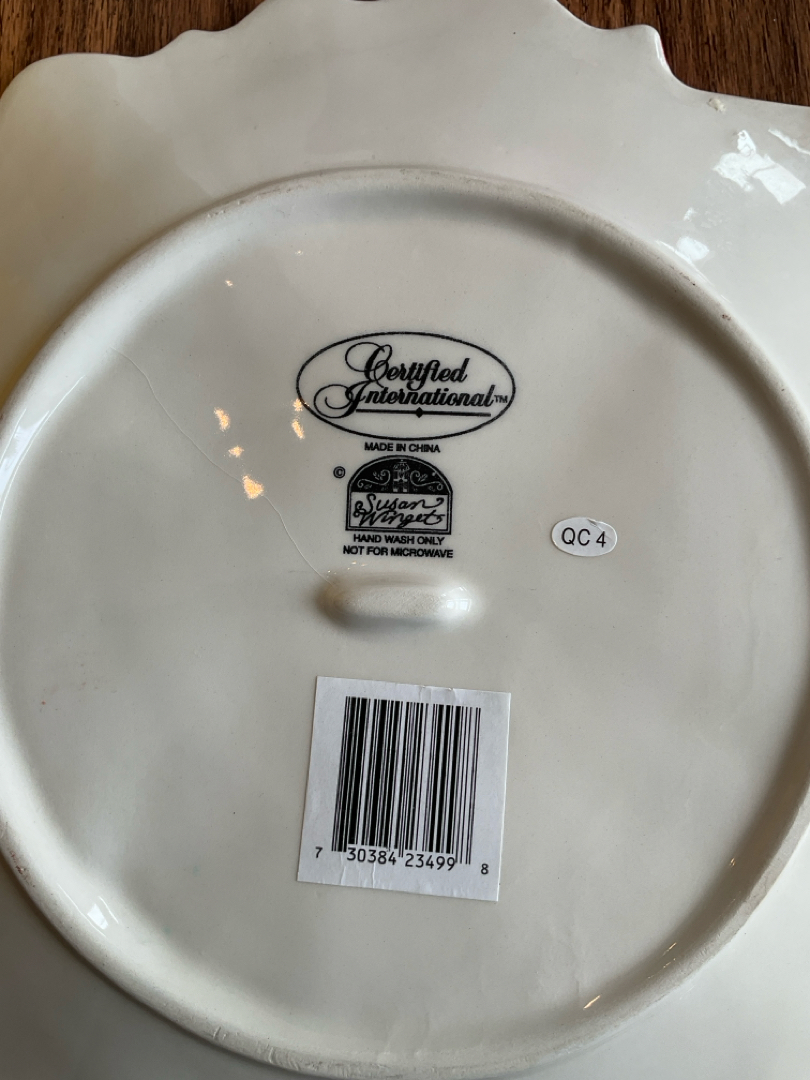 Certified
International™
MADE IN CHINA
©
Susan
Winget
HAND WASH ONLY
NOT FOR MICROWAVE
QC 4
7 30384 23499 8